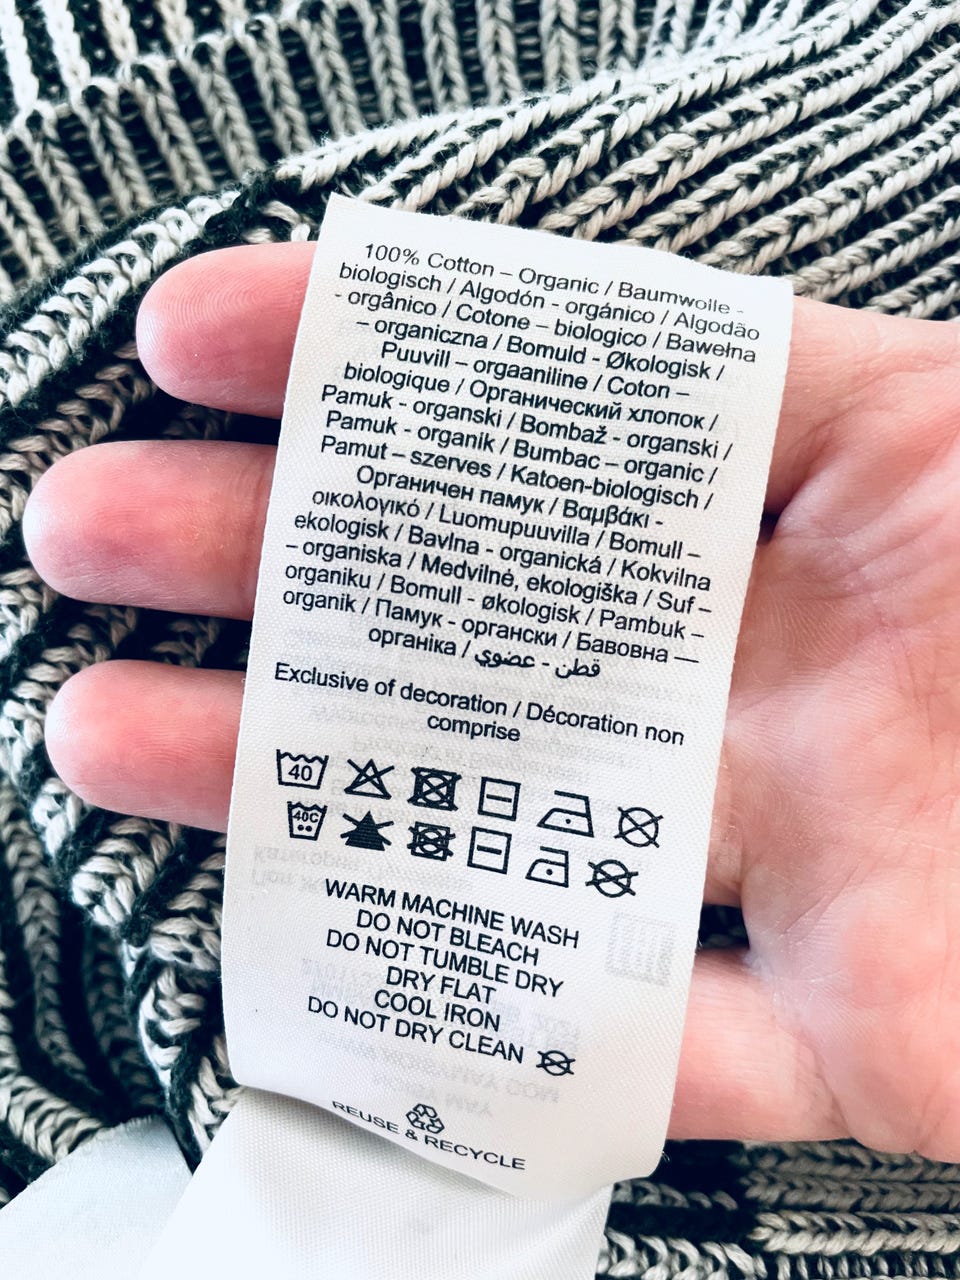 100% Cotton – Organic / Baumwolle -
biologisch / Algodón - orgánico / Algodão
- orgânico / Cotone – biologico / Bawełna
– organiczna / Bomuld - Økologisk /
Puuvill – orgaaniline / Coton –
biologique / Органический хлопок /
Pamuk - organski / Bombaž - organski /
Pamuk - organik / Bumbac – organic /
Pamut – szerves / Katoen-biologisch /
Органичен памук / Βαμβάκι -
οικολογικό / Luomupuuvilla / Bomull –
ekologisk / Bavlna - organická / Kokvilna
– organiska / Medvilnė, ekologiška / Suf –
organiku / Bomull - økologisk / Pambuk –
organik / Памук - органски / Бавовна —
органіка / قطن - عضوي
Exclusive of decoration / Décoration non
comprise
40
40C
WARM MACHINE WASH
DO NOT BLEACH
DO NOT TUMBLE DRY
DRY FLAT
COOL IRON
DO NOT DRY CLEAN
REUSE & RECYCLE